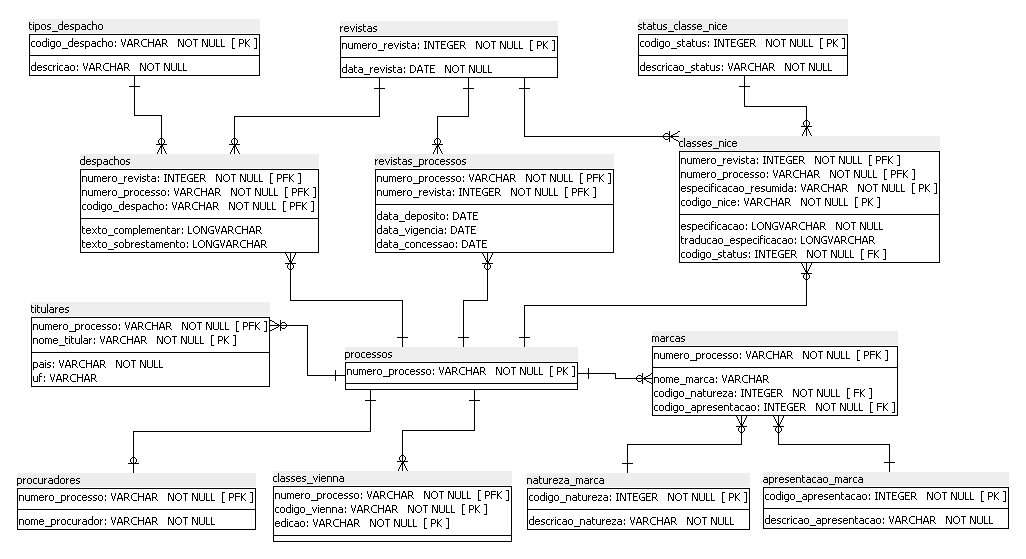 tipos_despacho
codigo_despacho: VARCHAR NOT NULL [ PK ]
descricao: VARCHAR NOT NULL
revistas
numero_revista: INTEGER NOT NULL [ PK ]
data_revista: DATE NOT NULL
status_classe_nice
codigo_status: INTEGER NOT NULL [ PK ]
descricao_status: VARCHAR NOT NULL
despachos
numero_revista: INTEGER NOT NULL [ PFK ]
numero_processo: VARCHAR NOT NULL [ PFK ]
codigo_despacho: VARCHAR NOT NULL [ PFK ]
texto_complementar: LONGVARCHAR
texto_sobrestamento: LONGVARCHAR
revistas_processos
numero_processo: VARCHAR NOT NULL [ PFK ]
numero_revista: INTEGER NOT NULL [ PFK ]
data_deposito: DATE
data_vigencia: DATE
data_concessao: DATE
classes_nice
numero_revista: INTEGER NOT NULL [ PFK ]
numero_processo: VARCHAR NOT NULL [ PFK ]
especificacao_resumida: VARCHAR NOT NULL [ PK ]
codigo_nice: VARCHAR NOT NULL [ PK ]
especificacao: LONGVARCHAR NOT NULL
traducao_especificacao: LONGVARCHAR
codigo_status: INTEGER NOT NULL [ FK ]
titulares
numero_processo: VARCHAR NOT NULL [ PFK ]
nome_titular: VARCHAR NOT NULL [ PK ]
pais: VARCHAR NOT NULL
uf: VARCHAR
processos
numero_processo: VARCHAR NOT NULL [ PK ]
marcas
numero_processo: VARCHAR NOT NULL [ PFK ]
nome_marca: VARCHAR
codigo_natureza: INTEGER NOT NULL [ FK ]
codigo_apresentacao: INTEGER NOT NULL [ FK ]
procuradores
numero_processo: VARCHAR NOT NULL [ PFK ]
nome_procurador: VARCHAR NOT NULL
classes_vienna
numero_processo: VARCHAR NOT NULL [ PFK ]
codigo_vienna: VARCHAR NOT NULL [ PK ]
edicao: VARCHAR NOT NULL [ PK ]
natureza_marca
codigo_natureza: INTEGER NOT NULL [ PK ]
descricao_natureza: VARCHAR NOT NULL
apresentacao_marca
codigo_apresentacao: INTEGER NOT NULL [ PK ]
descricao_apresentacao: VARCHAR NOT NULL